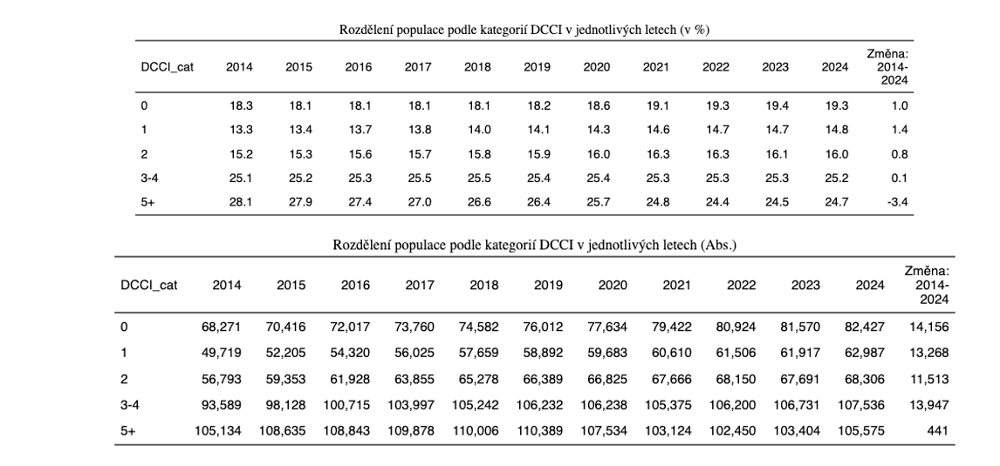 Rozdělení populace podle kategorií DCCI v jednotlivých letech (v %)
DCCI_cat 2014 2015 2016 2017 2018 2019 2020 2021 2022 2023 2024 Změna: 2014-2024
0 18.3 18.1 18.1 18.1 18.1 18.2 18.6 19.1 19.3 19.4 19.3 1.0
1 13.3 13.4 13.7 13.8 14.0 14.1 14.3 14.6 14.7 14.7 14.8 1.4
2 15.2 15.3 15.6 15.7 15.8 15.9 16.0 16.3 16.3 16.1 16.0 0.8
3-4 25.1 25.2 25.3 25.5 25.5 25.4 25.4 25.3 25.3 25.3 25.2 0.1
5+ 28.1 27.9 27.4 27.0 26.6 26.4 25.7 24.8 24.4 24.5 24.7 -3.4
Rozdělení populace podle kategorií DCCI v jednotlivých letech (Abs.)
DCCI_cat 2014 2015 2016 2017 2018 2019 2020 2021 2022 2023 2024 Změna: 2014-2024
0 68,271 70,416 72,017 73,760 74,582 76,012 77,634 79,422 80,924 81,570 82,427 14,156
1 49,719 52,205 54,320 56,025 57,659 58,892 59,683 60,610 61,506 61,917 62,987 13,268
2 56,793 59,353 61,928 63,855 65,278 66,389 66,825 67,666 68,150 67,691 68,306 11,513
3-4 93,589 98,128 100,715 103,997 105,242 106,232 106,238 105,375 106,200 106,731 107,536 13,947
5+ 105,134 108,635 108,843 109,878 110,006 110,389 107,534 103,124 102,450 103,404 105,575 441